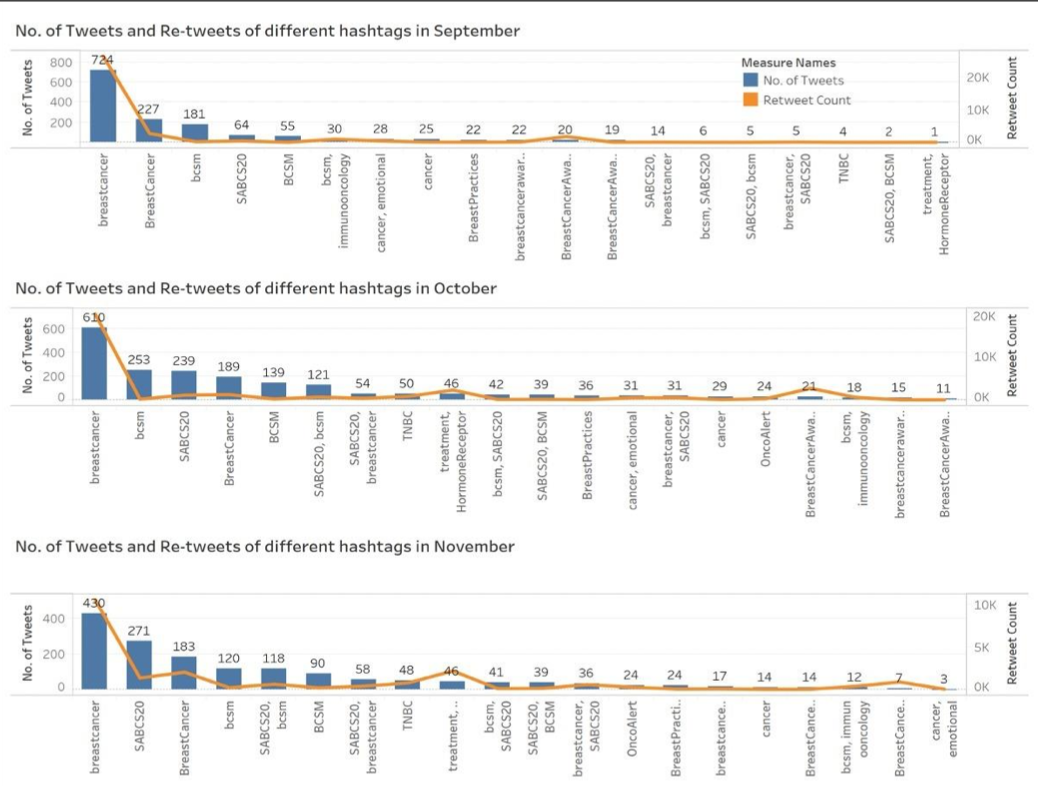 No. of Tweets and Re-tweets of different hashtags in September
No. of Tweets
800
600
400
200
724
227
181
64
55
30
28
25
22
22
20
19
14
6
5
5
4
2
1
Measure Names
No. of Tweets
Retweet Count
20K
10K
0K
Retweet Count
breastcancer
BreastCancer
bcsm
SABCS20
BCSM
bcsm,
immunooncology
cancer, emotional
cancer
BreastPractices
breastcancerawar..
BreastCancerAwa..
BreastCancerAwa..
SABCS20,
breastcancer
bcsm, SABCS20
SABCS20, bcsm
breastcancer,
SABCS20
TNBC
SABCS20, BCSM
treatment,
HormoneReceptor
No. of Tweets and Re-tweets of different hashtags in October
No. of Tweets
600
400
200
0
610
253
239
189
139
121
54
50
46
42
39
36
31
31
29
24
21
18
15
11
20K
10K
0K
Retweet Count
breastcancer
bcsm
SABCS20
BreastCancer
BCSM
SABCS20, bcsm
SABCS20,
breastcancer
TNBC
treatment,
HormoneReceptor
bcsm, SABCS20
SABCS20, BCSM
BreastPractices
cancer, emotional
breastcancer,
SABCS20
cancer
OncoAlert
BreastCancerAwa..
bcsm,
immunooncology
breastcancerawar..
BreastCancerAwa..
No. of Tweets and Re-tweets of different hashtags in November
No. of Tweets
400
200
0
430
271
183
120
118
90
58
48
46
41
39
36
24
24
17
14
14
12
7
3
10K
5K
0K
Retweet Count
breastcancer
SABCS20
BreastCancer
bcsm
SABCS20,
bcsm
BCSM
SABCS20,
breastcancer
TNBC
treatment, ..
bcsm,
SABCS20
SABCS20,
BCSM
breastcancer,
SABCS20
OncoAlert
BreastPracti..
breastcance..
cancer
BreastCance..
bcsm, immun
ooncology
BreastCance..
cancer,
emotional